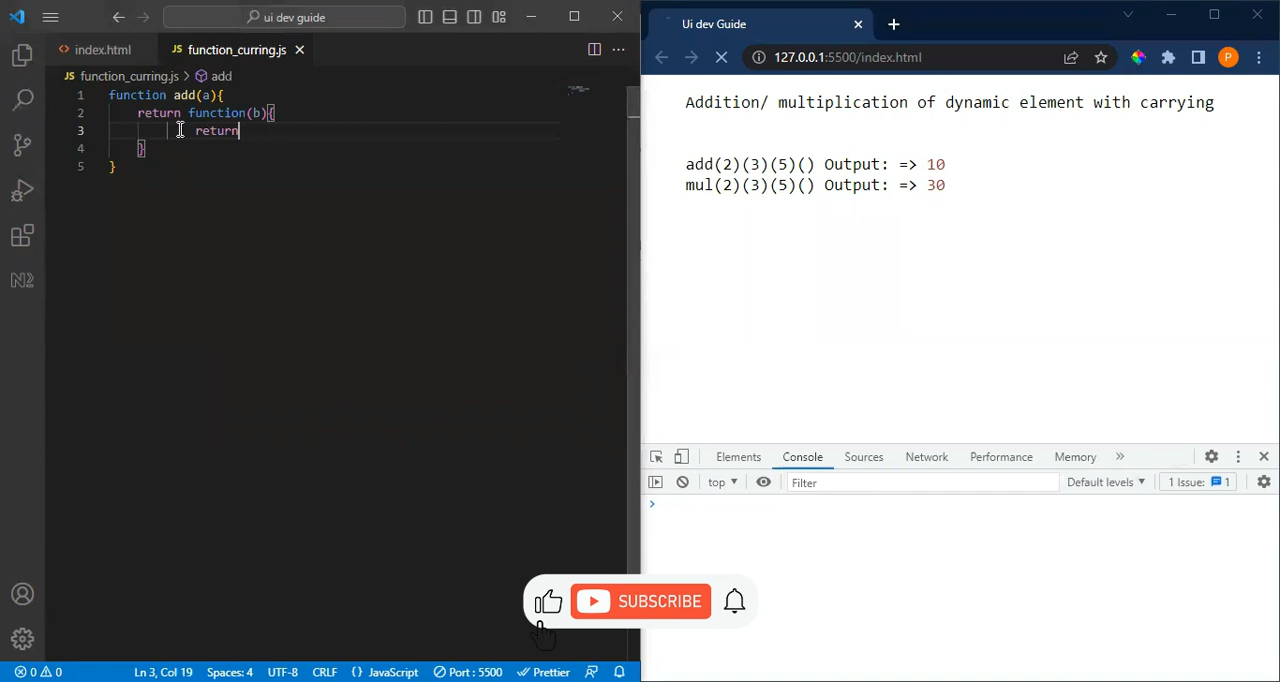 ui dev guide
index.html
JS function_curring.js
JS function_curring.js > add
1 function add(a){
2 return function(b){
3 return
4 }
5 }
Ln 3, Col 19 Spaces: 4 UTF-8 CRLF {} JavaScript Port : 5500 Prettier
0 0
Ui dev Guide
127.0.0.1:5500/index.html
P
Addition/ multiplication of dynamic element with carrying
add(2)(3)(5)() Output: => 10
mul(2)(3)(5)() Output: => 30
Elements Console Sources Network Performance Memory »
top Filter Default levels 1 Issue: 1
>
SUBSCRIBE